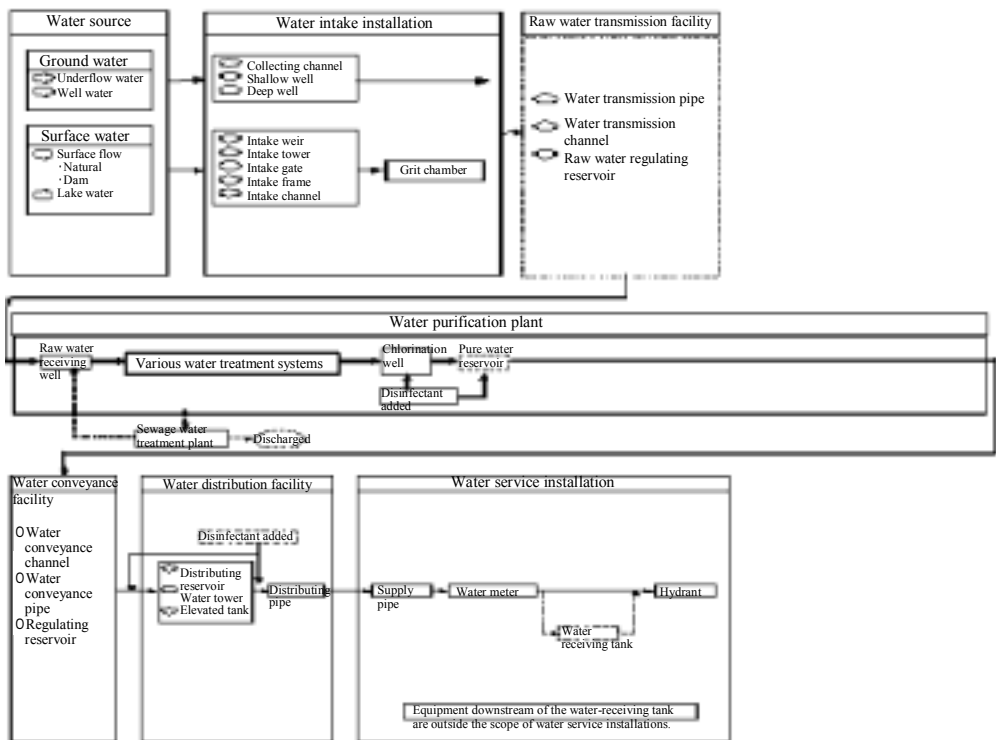 Water source
Ground water
Underflow water
Well water
Surface water
Surface flow
·Natural
·Dam
Lake water
Water intake installation
Collecting channel
Shallow well
Deep well
Intake weir
Intake tower
Intake gate
Intake frame
Intake channel
Grit chamber
Raw water transmission facility
Water transmission pipe
Water transmission
channel
Raw water regulating
reservoir
Water purification plant
Raw water
receiving
well
Various water treatment systems
Chlorination
well
Pure water
reservoir
Disinfectant
added
Sewage water
treatment plant
Discharged
Water conveyance
facility
O Water
conveyance
channel
O Water
conveyance
pipe
O Regulating
reservoir
Water distribution facility
Disinfectant added
Distributing
reservoir
Water tower
Elevated tank
Distributing
pipe
Water service installation
Supply
pipe
Water meter
Hydrant
Water
receiving tank
Equipment downstream of the water-receiving tank
are outside the scope of water service installations.